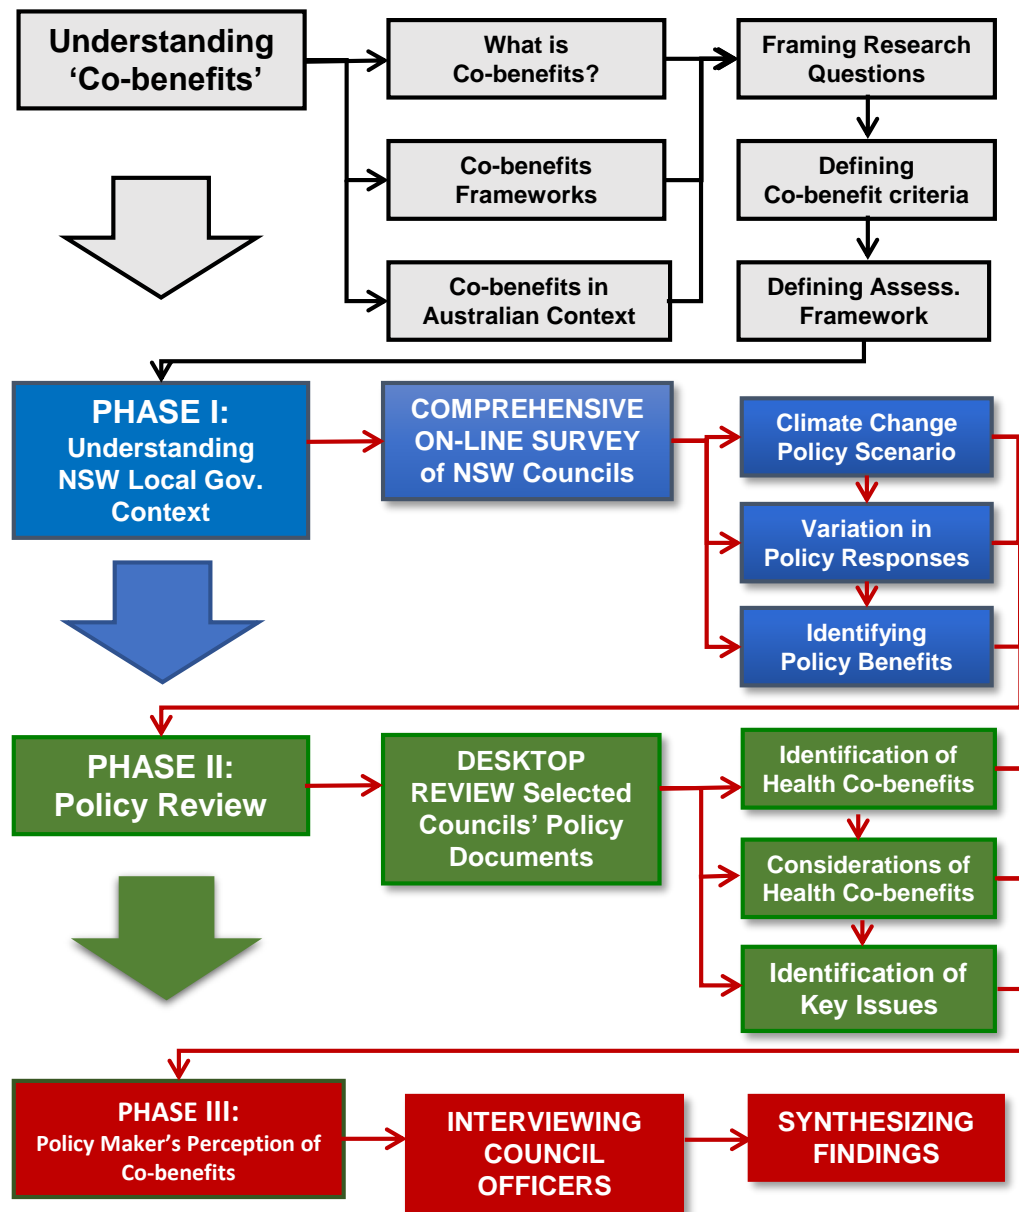 Understanding
‘Co-benefits’
What is
Co-benefits?
Framing Research
Questions
Co-benefits
Frameworks
Defining
Co-benefit criteria
Co-benefits in
Australian Context
Defining Assess.
Framework
PHASE I:
Understanding
NSW Local Gov.
Context
COMPREHENSIVE
ON-LINE SURVEY
of NSW Councils
Climate Change
Policy Scenario
Variation in
Policy Responses
Identifying
Policy Benefits
PHASE II:
Policy Review
DESKTOP
REVIEW Selected
Councils’ Policy
Documents
Identification of
Health Co-benefits
Considerations of
Health Co-benefits
Identification of
Key Issues
PHASE III:
Policy Maker’s Perception of
Co-benefits
INTERVIEWING
COUNCIL
OFFICERS
SYNTHESIZING
FINDINGS